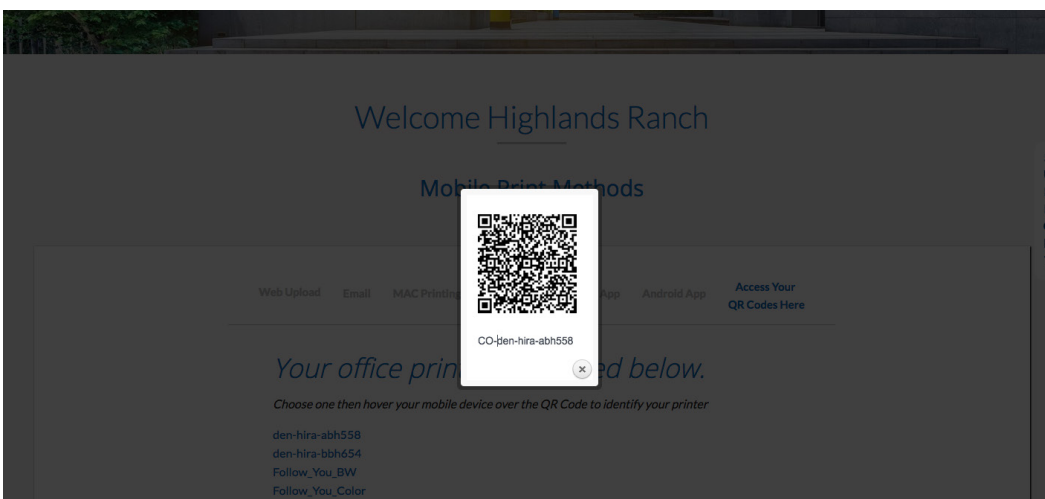 Welcome Highlands Ranch
Mobile Print Methods
Web Upload Email MAC Printing App Android App Access Your QR Codes Here
CO-den-hira-abh558
Your office prin ed below.
Choose one then hover your mobile device over the QR Code to identify your printer
den-hira-abh558
den-hira-bbh654
Follow_You_BW
Follow_You_Color